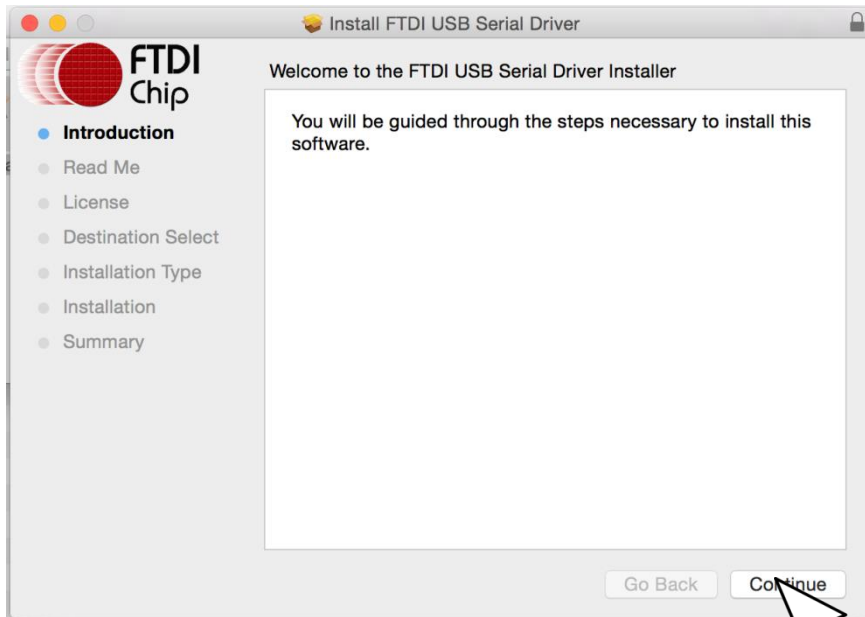 Install FTDI USB Serial Driver
FTDI
Chip
Welcome to the FTDI USB Serial Driver Installer
Introduction
Read Me
License
Destination Select
Installation Type
Installation
Summary
You will be guided through the steps necessary to install this
software.
Go Back
Continue